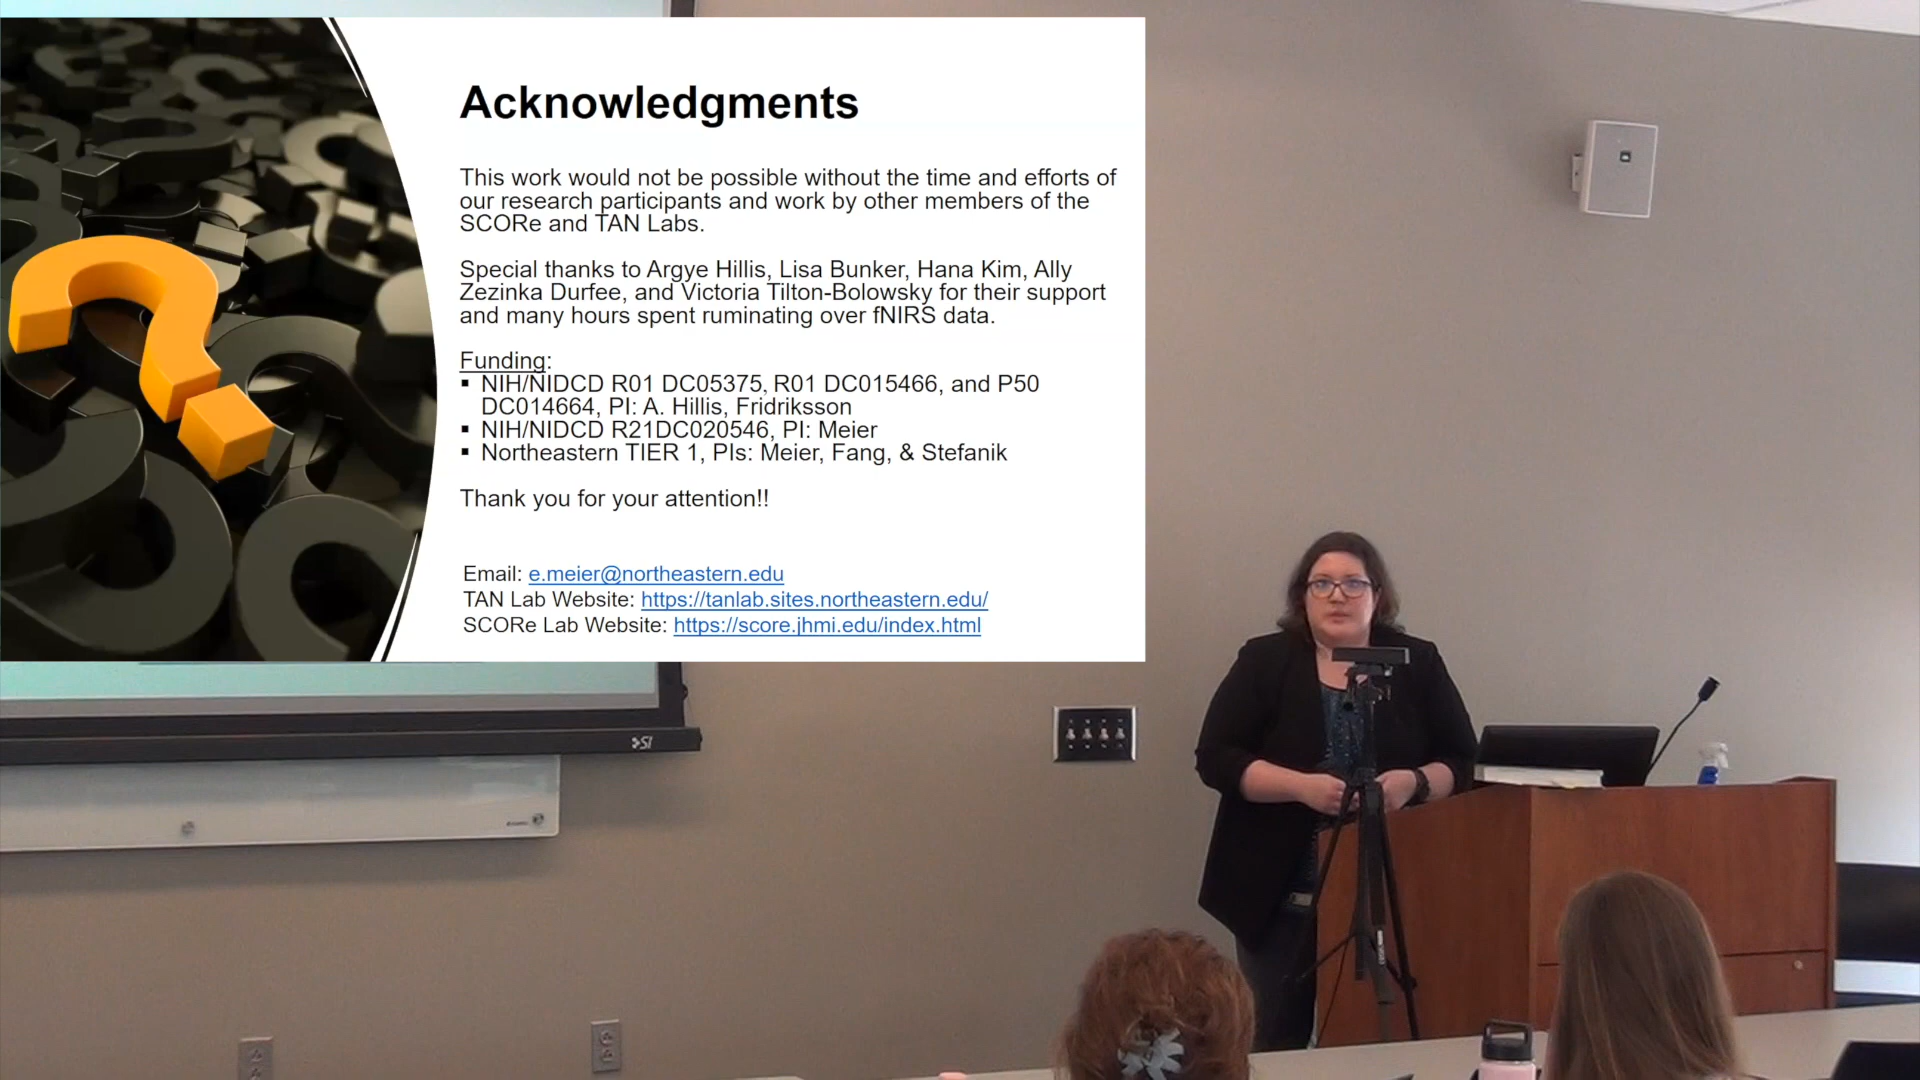 Acknowledgments
This work would not be possible without the time and efforts of
our research participants and work by other members of the
SCORe and TAN Labs.
Special thanks to Argye Hillis, Lisa Bunker, Hana Kim, Ally
Zezinka Durfee, and Victoria Tilton-Bolowsky for their support
and many hours spent ruminating over fNIRS data.
Funding:
▪ NIH/NIDCD R01 DC05375, R01 DC015466, and P50
DC014664, PI: A. Hillis, Fridriksson
▪ NIH/NIDCD R21DC020546, PI: Meier
▪ Northeastern TIER 1, PIs: Meier, Fang, & Stefanik
Thank you for your attention!!
Email: e.meier@northeastern.edu
TAN Lab Website: https://tanlab.sites.northeastern.edu/
SCORe Lab Website: https://score.jhmi.edu/index.html
SI